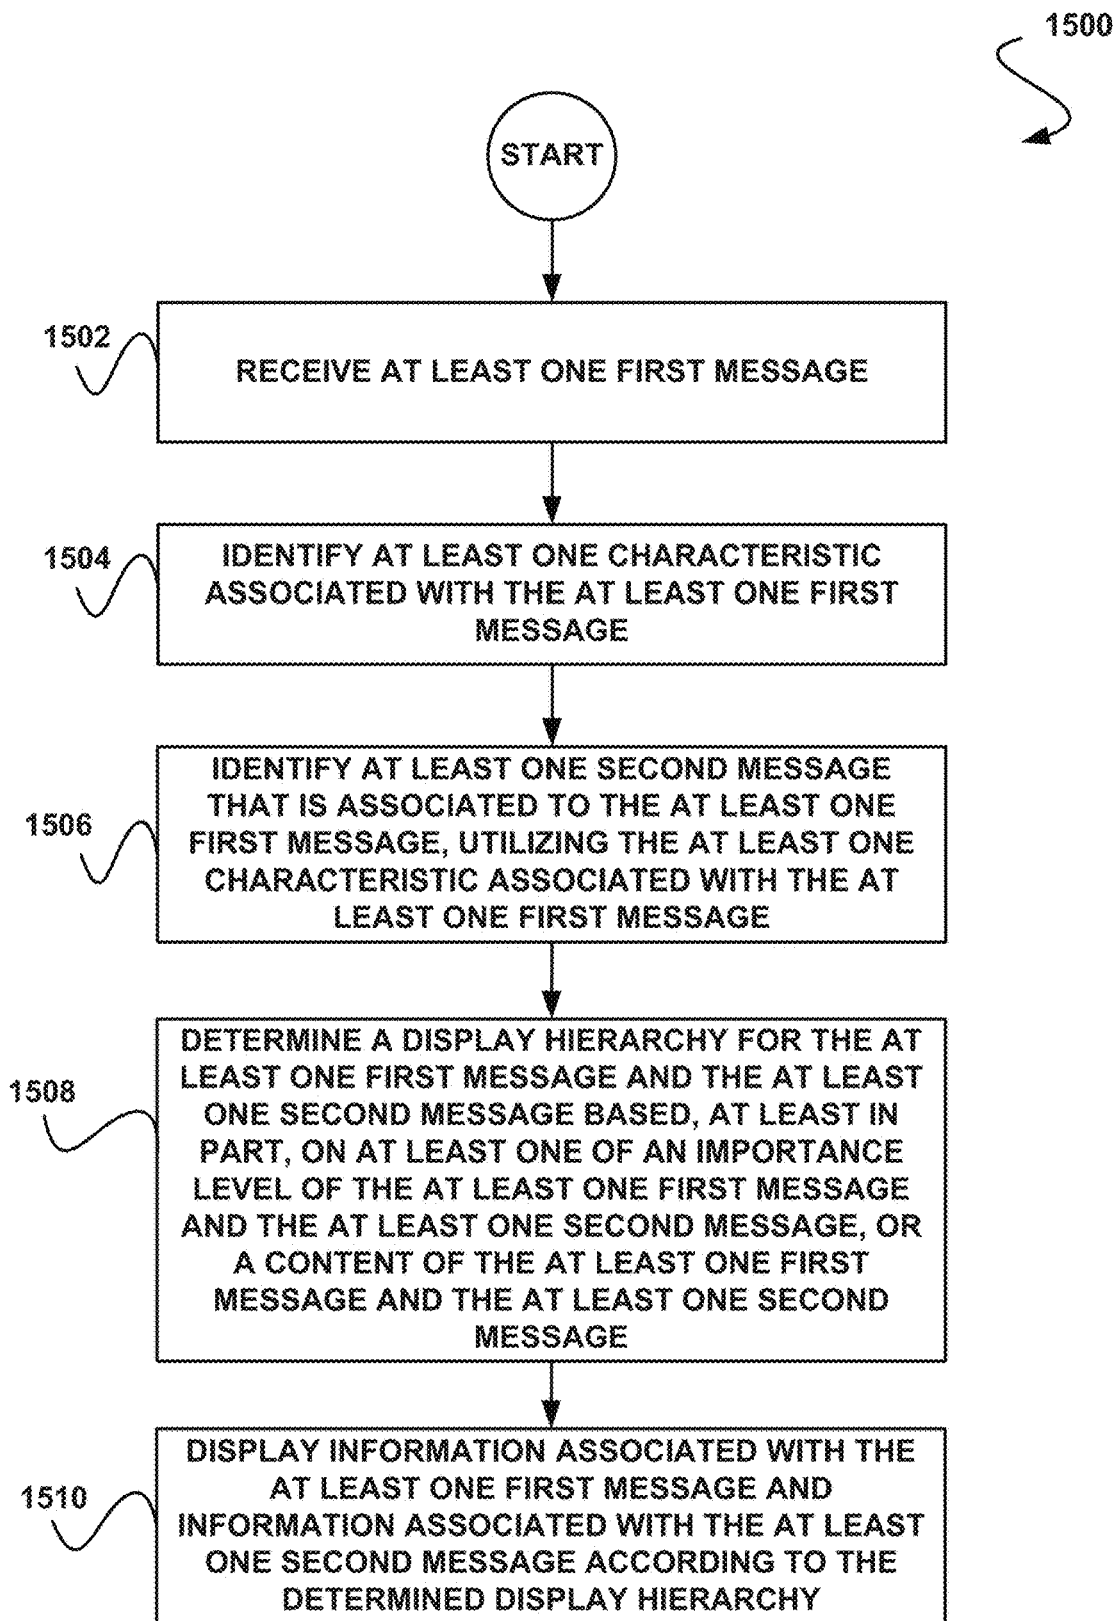 1500
START
1502
RECEIVE AT LEAST ONE FIRST MESSAGE
1504
IDENTIFY AT LEAST ONE CHARACTERISTIC
ASSOCIATED WITH THE AT LEAST ONE FIRST
MESSAGE
1506
IDENTIFY AT LEAST ONE SECOND MESSAGE
THAT IS ASSOCIATED TO THE AT LEAST ONE
FIRST MESSAGE, UTILIZING THE AT LEAST ONE
CHARACTERISTIC ASSOCIATED WITH THE AT
LEAST ONE FIRST MESSAGE
1508
DETERMINE A DISPLAY HIERARCHY FOR THE AT
LEAST ONE FIRST MESSAGE AND THE AT LEAST
ONE SECOND MESSAGE BASED, AT LEAST IN
PART, ON AT LEAST ONE OF AN IMPORTANCE
LEVEL OF THE AT LEAST ONE FIRST MESSAGE
AND THE AT LEAST ONE SECOND MESSAGE, OR
A CONTENT OF THE AT LEAST ONE FIRST
MESSAGE AND THE AT LEAST ONE SECOND
MESSAGE
1510
DISPLAY INFORMATION ASSOCIATED WITH THE
AT LEAST ONE FIRST MESSAGE AND
INFORMATION ASSOCIATED WITH THE AT LEAST
ONE SECOND MESSAGE ACCORDING TO THE
DETERMINED DISPLAY HIERARCHY